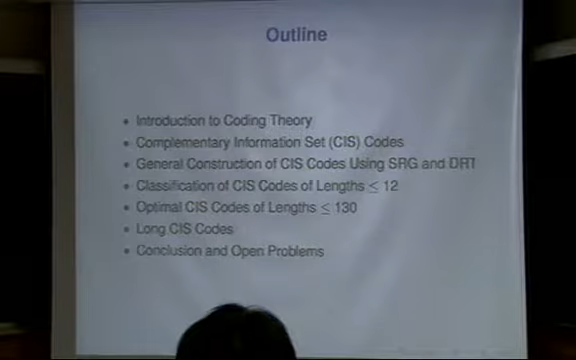 Outline
• Introduction to Coding Theory
• Complementary Information Set (CIS) Codes
• General Construction of CIS Codes Using SRG and DRT
• Classification of CIS Codes of Lengths ≤ 12
• Optimal CIS Codes of Lengths ≤ 130
• Long CIS Codes
• Conclusion and Open Problems